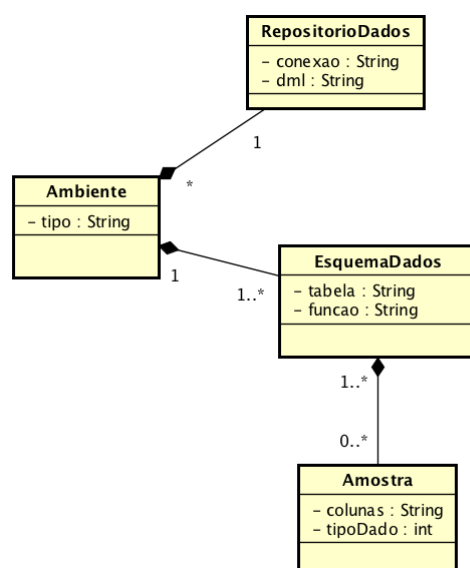 RepositorioDados
- conexao : String
- dml : String
1
*
Ambiente
- tipo : String
1
1..*
EsquemaDados
- tabela : String
- funcao : String
1..*
0..*
Amostra
- colunas : String
- tipoDado : int